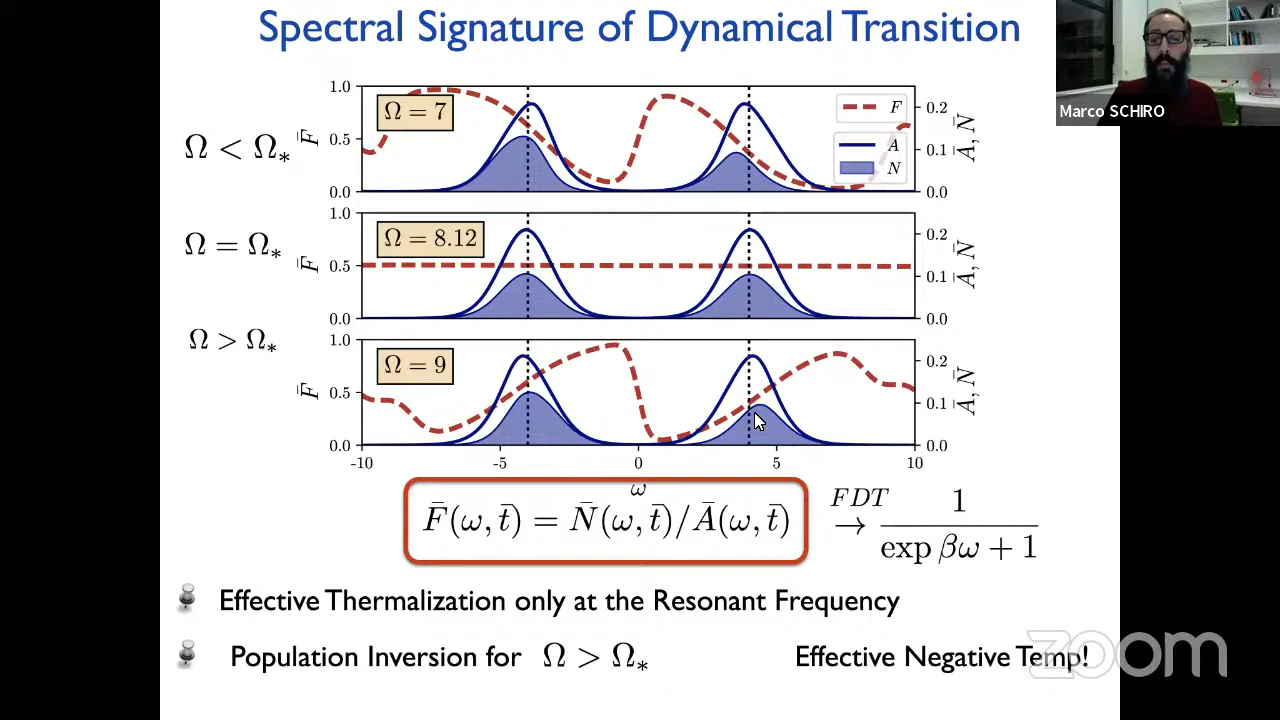 Spectral Signature of Dynamical Transition
Marco SCHIRO
Ω < Ω∗
1.0
0.5
0.0
F̄
Ω = 7
F
A
N
0.2
0.1
0.0
Ā, N̄
Ω = Ω∗
1.0
0.5
0.0
F̄
Ω = 8.12
0.2
0.1
0.0
Ā, N̄
Ω > Ω∗
1.0
0.5
0.0
F̄
Ω = 9
0.2
0.1
0.0
Ā, N̄
-10 -5 0 5 10
ω
F̄(ω, t̄) = N̄(ω, t̄)/Ā(ω, t̄) FDT → 1 / exp βω + 1
Effective Thermalization only at the Resonant Frequency
Population Inversion for Ω > Ω∗ Effective Negative Temp!
zoom